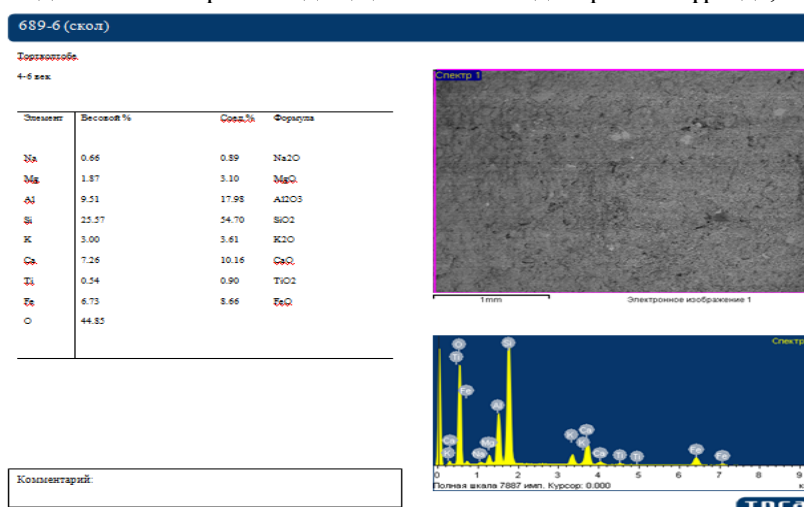 689-6 (скол)
Тортколтобе.
4-6 век
Элемент Весовой % Соед.% Формула
Na 0.66 0.89 Na2O
Mg 1.87 3.10 MgO
Al 9.51 17.98 Al2O3
Si 25.57 54.70 SiO2
K 3.00 3.61 K2O
Ca 7.26 10.16 CaO
Ti 0.54 0.90 TiO2
Fe 6.73 8.66 FeO
O 44.85
Комментарий:
Спектр 1
1mm Электронное изображение 1
Спектр
O Si
Ti
Fe
Al
Ca K Ca
K Na Mg K Ca Ti Ti Fe Fe
0 1 2 3 4 5 6 7 8 9
Полная шкала 7887 имп. Курсор: 0.000